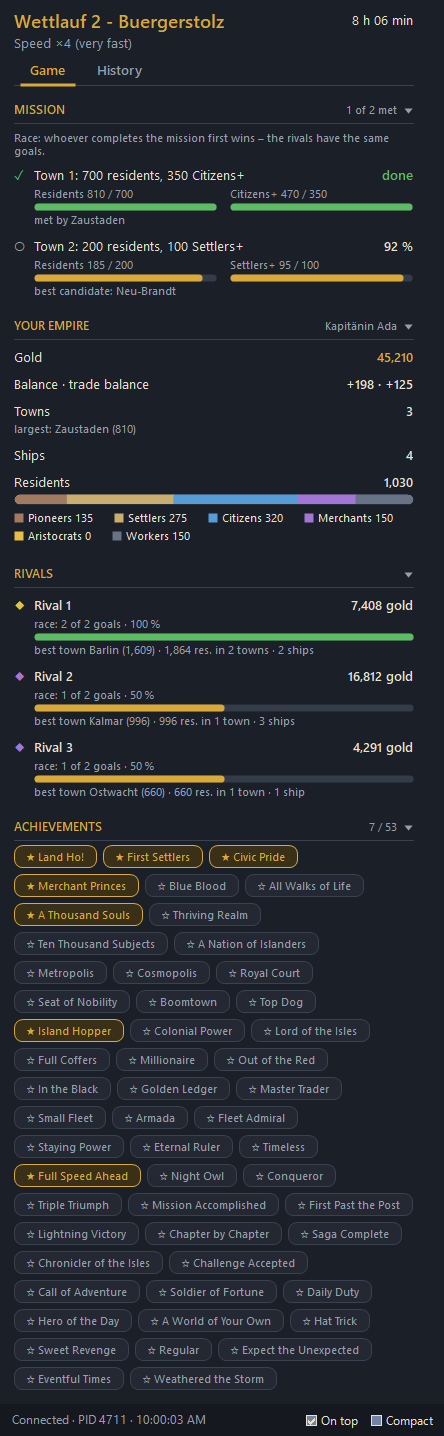 Wettlauf 2 - Buergerstolz 8 h 06 min
Speed ×4 (very fast)
Game History
MISSION 1 of 2 met
Race: whoever completes the mission first wins – the rivals have the same
goals.
✓ Town 1: 700 residents, 350 Citizens+ done
Residents 810 / 700 Citizens+ 470 / 350
met by Zaustaden
○ Town 2: 200 residents, 100 Settlers+ 92 %
Residents 185 / 200 Settlers+ 95 / 100
best candidate: Neu-Brandt
YOUR EMPIRE Kapitänin Ada
Gold 45,210
Balance · trade balance +198 · +125
Towns 3
largest: Zaustaden (810)
Ships 4
Residents 1,030
Pioneers 135 Settlers 275 Citizens 320 Merchants 150
Aristocrats 0 Workers 150
RIVALS
◆ Rival 1 7,408 gold
race: 2 of 2 goals · 100 %
best town Barlin (1,609) · 1,864 res. in 2 towns · 2 ships
◆ Rival 2 16,812 gold
race: 1 of 2 goals · 50 %
best town Kalmar (996) · 996 res. in 1 town · 3 ships
◆ Rival 3 4,291 gold
race: 1 of 2 goals · 50 %
best town Ostwacht (660) · 660 res. in 1 town · 1 ship
ACHIEVEMENTS 7 / 53
★ Land Ho! ★ First Settlers ★ Civic Pride
★ Merchant Princes ☆ Blue Blood ☆ All Walks of Life
★ A Thousand Souls ☆ Thriving Realm
☆ Ten Thousand Subjects ☆ A Nation of Islanders
☆ Metropolis ☆ Cosmopolis ☆ Royal Court
☆ Seat of Nobility ☆ Boomtown ☆ Top Dog
★ Island Hopper ☆ Colonial Power ☆ Lord of the Isles
☆ Full Coffers ☆ Millionaire ☆ Out of the Red
☆ In the Black ☆ Golden Ledger ☆ Master Trader
☆ Small Fleet ☆ Armada ☆ Fleet Admiral
☆ Staying Power ☆ Eternal Ruler ☆ Timeless
★ Full Speed Ahead ☆ Night Owl ☆ Conqueror
☆ Triple Triumph ☆ Mission Accomplished ☆ First Past the Post
☆ Lightning Victory ☆ Chapter by Chapter ☆ Saga Complete
☆ Chronicler of the Isles ☆ Challenge Accepted
☆ Call of Adventure ☆ Soldier of Fortune ☆ Daily Duty
☆ Hero of the Day ☆ A World of Your Own ☆ Hat Trick
☆ Sweet Revenge ☆ Regular ☆ Expect the Unexpected
☆ Eventful Times ☆ Weathered the Storm
Connected · PID 4711 · 10:00:03 AM On top Compact